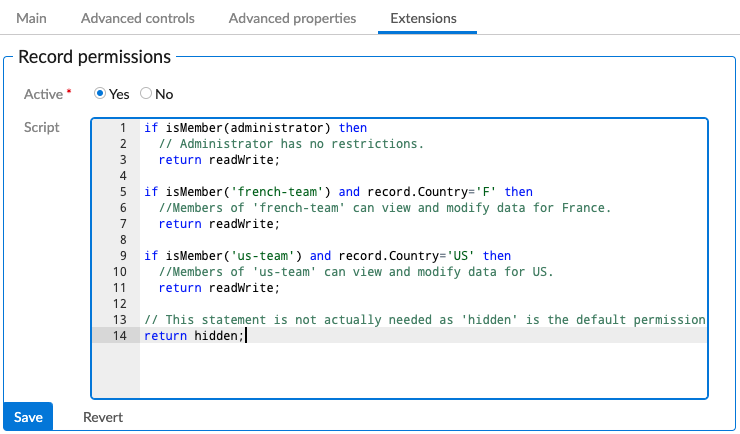 Main Advanced controls Advanced properties Extensions
Record permissions
Active * Yes No
Script
1 if isMember(administrator) then
2 // Administrator has no restrictions.
3 return readWrite;
4
5 if isMember('french-team') and record.Country='F' then
6 //Members of 'french-team' can view and modify data for France.
7 return readWrite;
8
9 if isMember('us-team') and record.Country='US' then
10 //Members of 'us-team' can view and modify data for US.
11 return readWrite;
12
13 // This statement is not actually needed as 'hidden' is the default permission
14 return hidden;
Save Revert